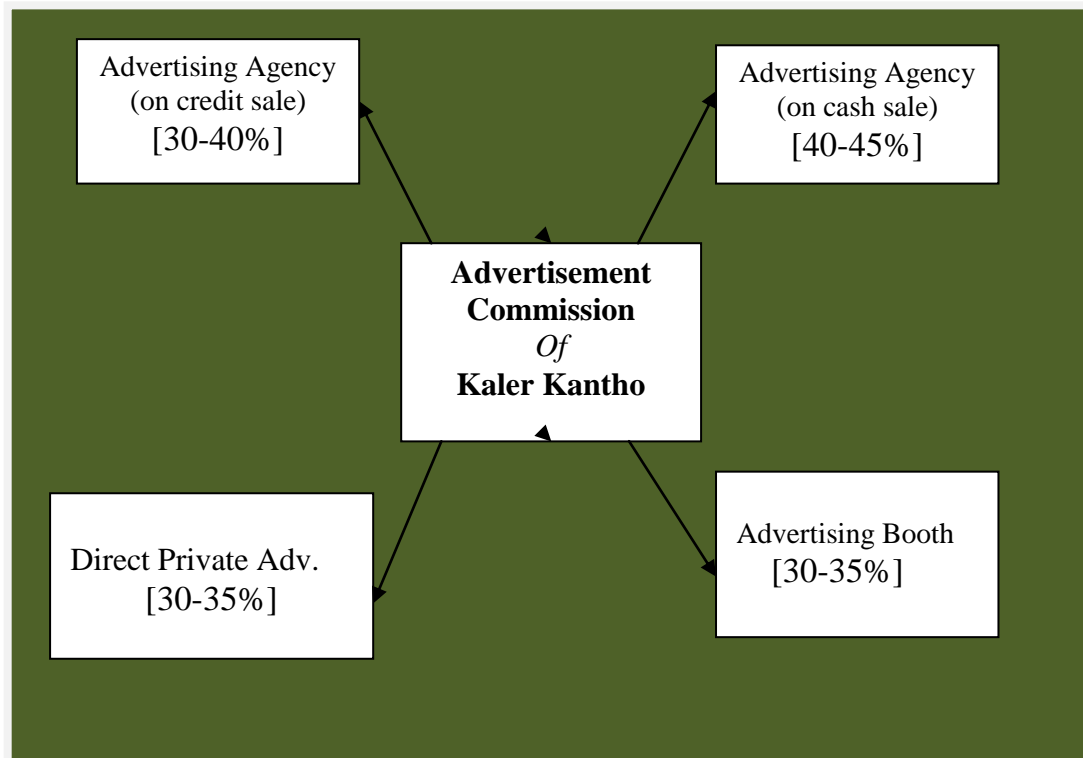 Advertising Agency
(on credit sale)
[30-40%]
Advertising Agency
(on cash sale)
[40-45%]
Advertisement
Commission
Of
Kaler Kantho
Direct Private Adv.
[30-35%]
Advertising Booth
[30-35%]